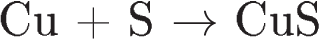 Cu + S → CuS